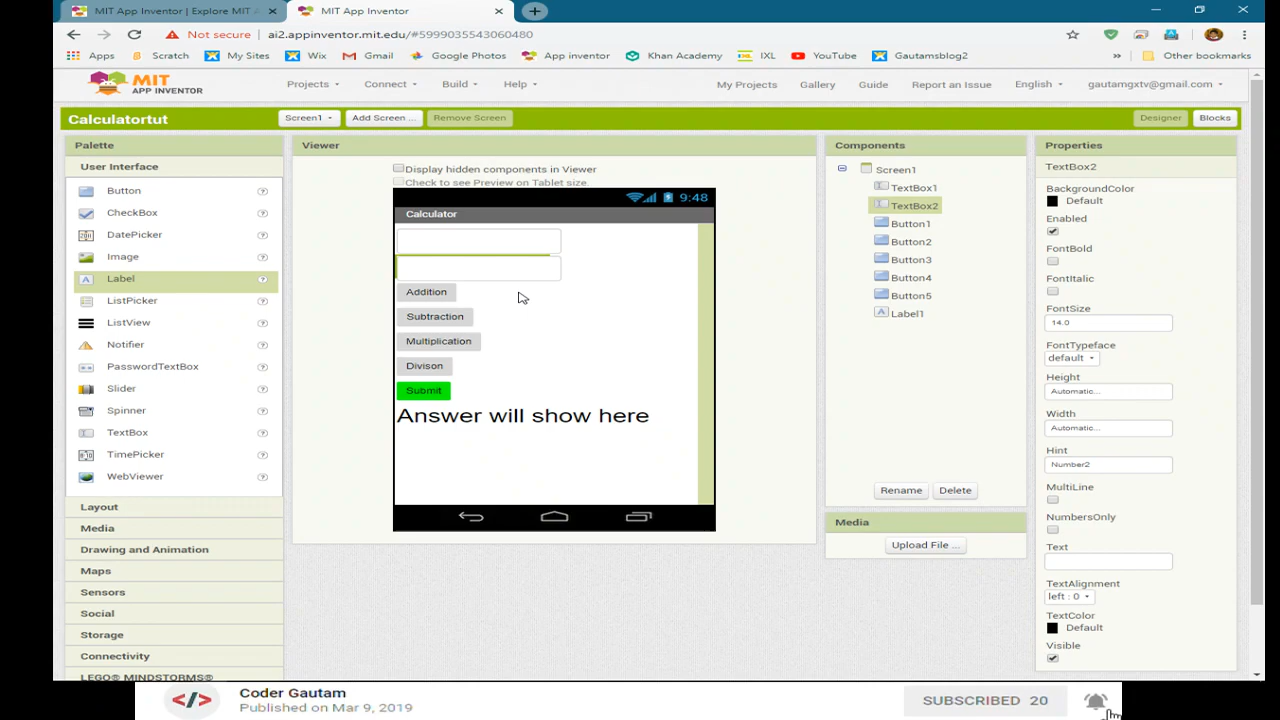 MIT App Inventor | Explore MIT A
MIT App Inventor
Not secure | ai2.appinventor.mit.edu/#5999035543060480
Apps Scratch My Sites Wix Gmail Google Photos App inventor Khan Academy IXL YouTube Gautamsblog2 Other bookmarks
MIT
APP INVENTOR
Projects Connect Build Help My Projects Gallery Guide Report an Issue English gautamgxtv@gmail.com
Calculatortut Screen1 Add Screen ... Remove Screen Designer Blocks
Palette
User Interface
Button
CheckBox
DatePicker
Image
Label
ListPicker
ListView
Notifier
PasswordTextBox
Slider
Spinner
TextBox
TimePicker
WebViewer
Layout
Media
Drawing and Animation
Maps
Sensors
Social
Storage
Connectivity
LEGO® MINDSTORMS®
Viewer
Display hidden components in Viewer
Check to see Preview on Tablet size.
9:48
Calculator
Addition
Subtraction
Multiplication
Divison
Submit
Answer will show here
Components
Screen1
TextBox1
TextBox2
Button1
Button2
Button3
Button4
Button5
Label1
Rename Delete
Media
Upload File ...
Properties
TextBox2
BackgroundColor
Default
Enabled
FontBold
FontItalic
FontSize
14.0
FontTypeface
default
Height
Automatic...
Width
Automatic...
Hint
Number2
MultiLine
NumbersOnly
Text
TextAlignment
left : 0
TextColor
Default
Visible
</> Coder Gautam
Published on Mar 9, 2019
SUBSCRIBED 20